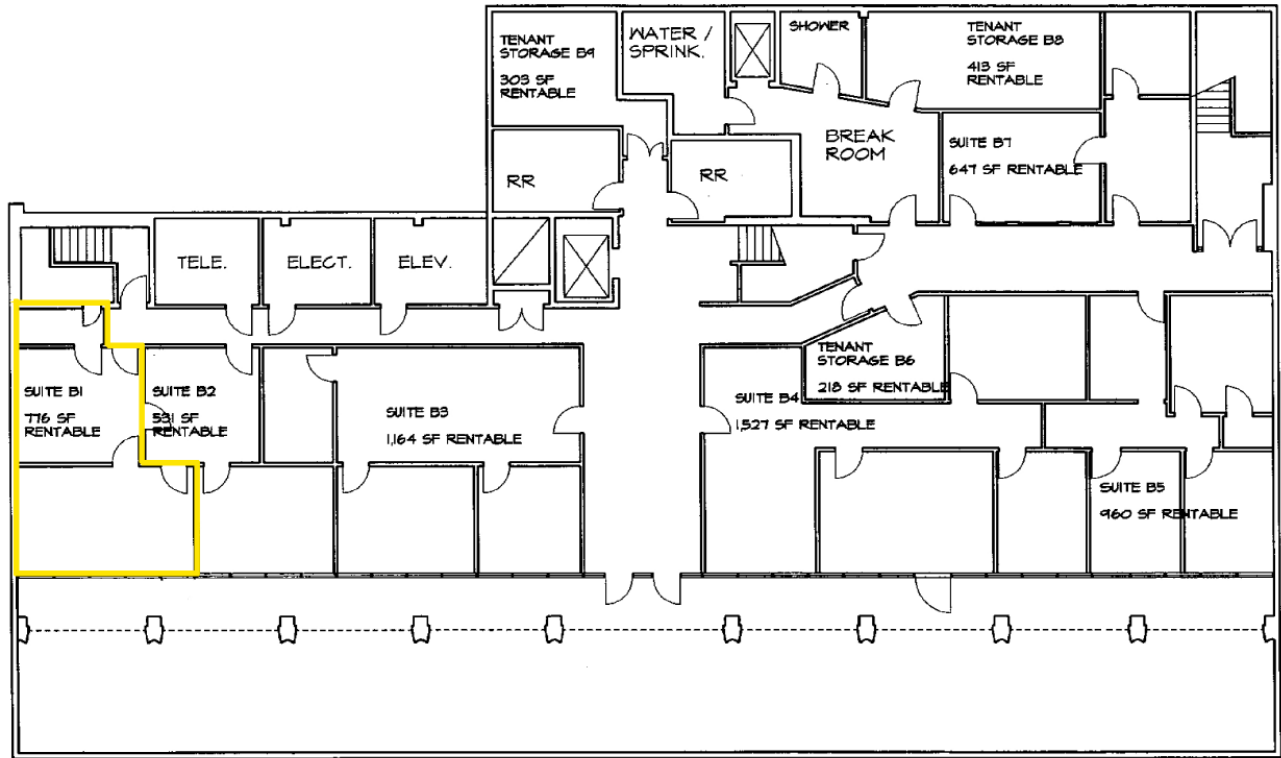 TENANT
STORAGE B9
303 SF
RENTABLE
WATER /
SPRINK.
SHOWER
TENANT
STORAGE B8
413 SF
RENTABLE
BREAK
ROOM
SUITE B7
647 SF RENTABLE
RR
RR
TELE.
ELECT.
ELEV.
SUITE B1
776 SF
RENTABLE
SUITE B2
531 SF
RENTABLE
SUITE B3
1,164 SF RENTABLE
TENANT
STORAGE B6
218 SF RENTABLE
SUITE B4
1,527 SF RENTABLE
SUITE B5
960 SF RENTABLE